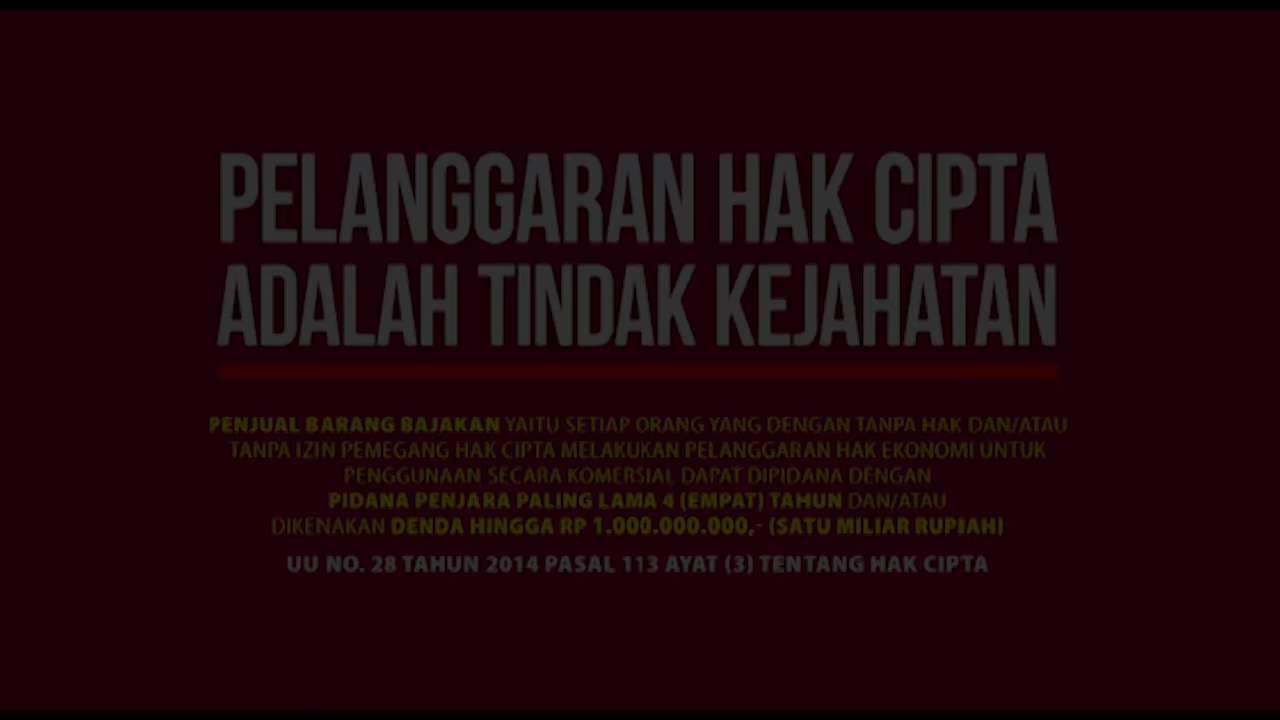 PELANGGARAN HAK CIPTA
ADALAH TINDAK KEJAHATAN
PENJUAL BARANG BAJAKAN YAITU SETIAP ORANG YANG DENGAN TANPA HAK DAN/ATAU
TANPA IZIN PEMEGANG HAK CIPTA MELAKUKAN PELANGGARAN HAK EKONOMI UNTUK
PENGGUNAAN SECARA KOMERSIAL DAPAT DIPIDANA DENGAN
PIDANA PENJARA PALING LAMA 4 (EMPAT) TAHUN DAN/ATAU
DIKENAKAN DENDA HINGGA RP 1.000.000.000,- (SATU MILIAR RUPIAH)
UU NO. 28 TAHUN 2014 PASAL 113 AYAT (3) TENTANG HAK CIPTA